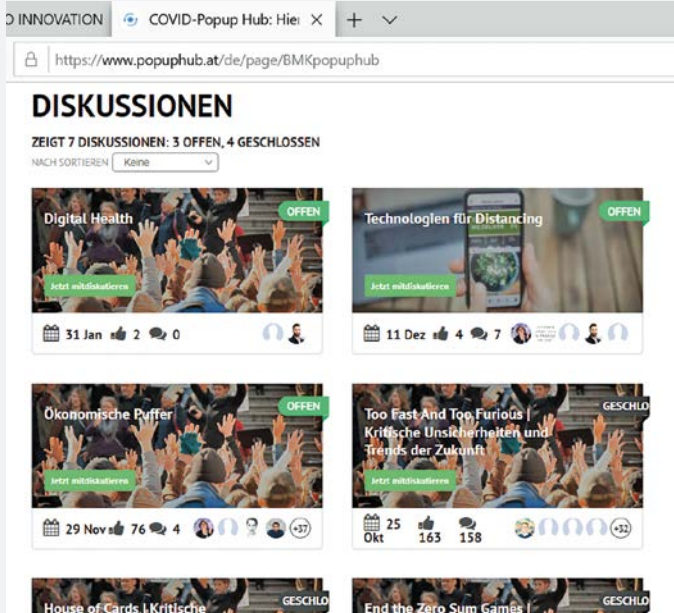 O INNOVATION
COVID-Popup Hub: Hie
https://www.popuphub.at/de/page/BMKpopuphub
DISKUSSIONEN
ZEIGT 7 DISKUSSIONEN: 3 OFFEN, 4 GESCHLOSSEN
NACH SORTIEREN Keine
Digital Health
OFFEN
Jetzt mitdiskutieren
31 Jan 2 0
Technologien für Distancing
OFFEN
Jetzt mitdiskutieren
11 Dez 4 7
Ökonomische Puffer
OFFEN
Jetzt mitdiskutieren
29 Nov 76 4 +37
Too Fast And Too Furious |
Kritische Unsicherheiten und
Trends der Zukunft
GESCHLO
Jetzt mitdiskutieren
25 Okt 163 158 +32
House of Cards | Kritische
GESCHLO
End the Zero Sum Games |
GESCHLO